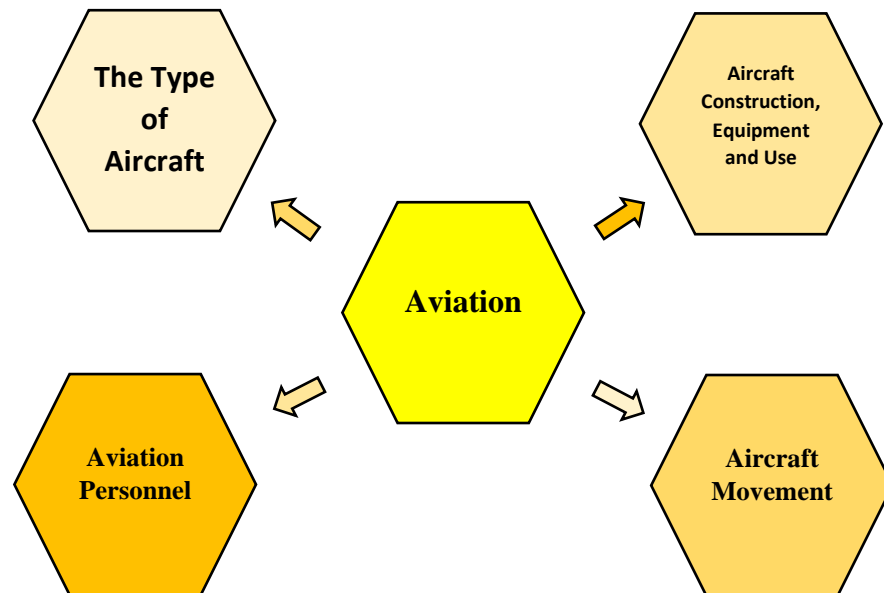 The Type
of
Aircraft
Aircraft
Construction,
Equipment
and Use
Aviation
Aviation
Personnel
Aircraft
Movement